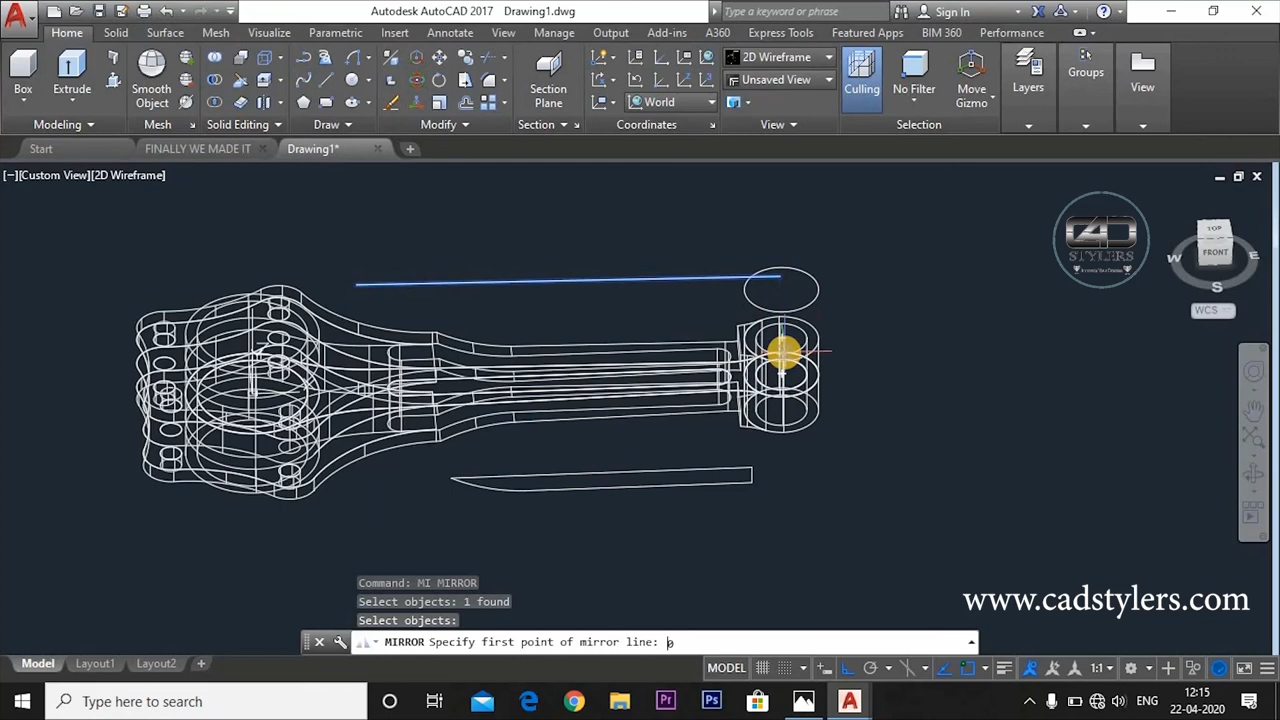 Autodesk AutoCAD 2017 Drawing1.dwg
Type a keyword or phrase
Sign In
Home Solid Surface Mesh Visualize Parametric Insert Annotate View Manage Output Add-ins A360 Express Tools Featured Apps BIM 360 Performance
Box
Extrude
Smooth
Object
Section
Plane
2D Wireframe
Unsaved View
World
Culling
No Filter
Move
Gizmo
Layers
Groups
View
Modeling Mesh Solid Editing Draw Modify Section Coordinates View Selection
Start FINALLY WE MADE IT Drawing1*
[−][Custom View][2D Wireframe]
CAD
STYLERS
TOP
FRONT
W
E
S
WCS
Command: MI MIRROR
Select objects: 1 found
Select objects:
MIRROR Specify first point of mirror line:
www.cadstylers.com
Model Layout1 Layout2
MODEL
1:1
Type here to search
Pr
Ps
ENG
12:15
22-04-2020